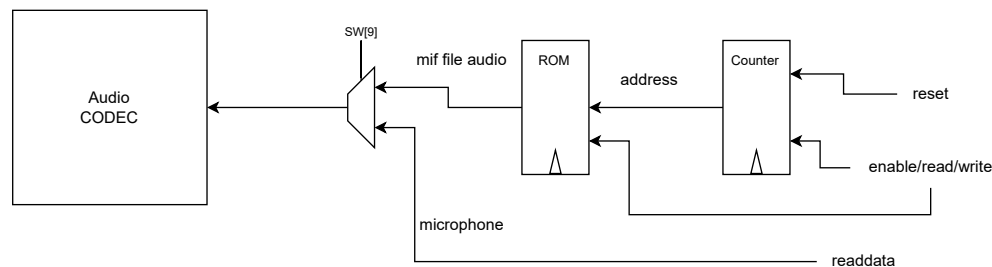 SW[9]
mif file audio
ROM
Counter
address
Audio
CODEC
reset
enable/read/write
microphone
readdata